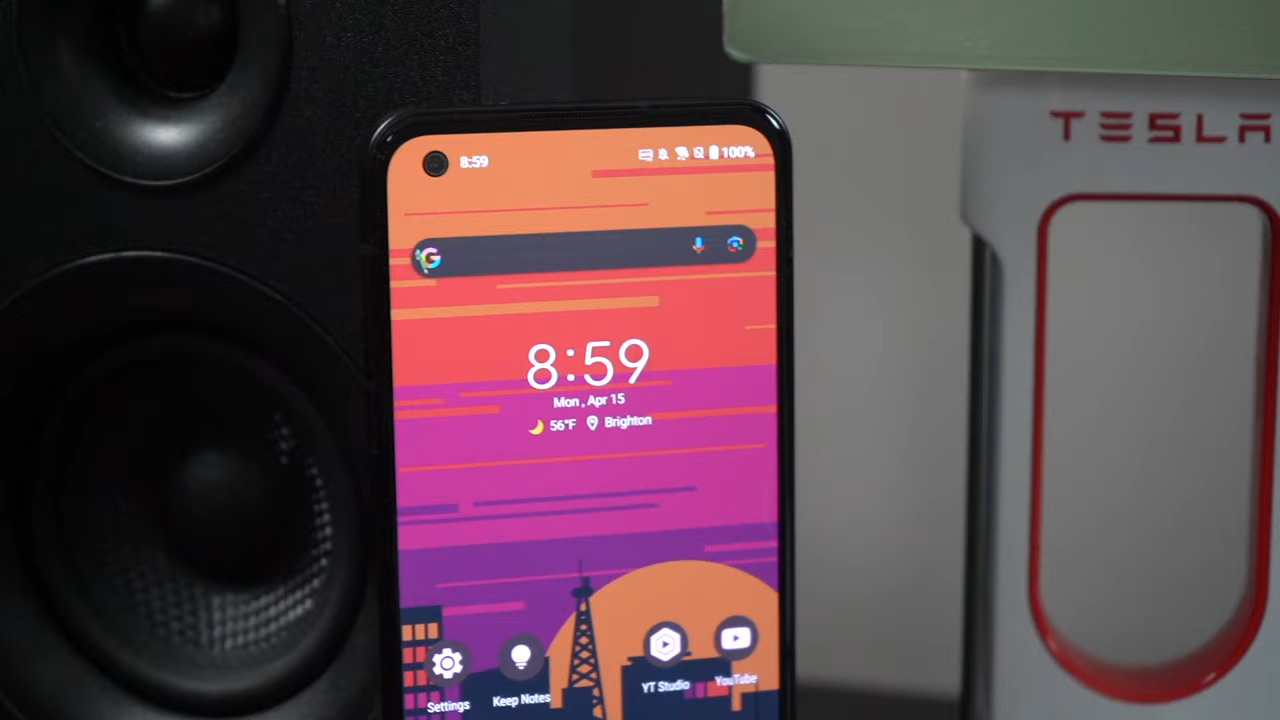 TESLA
8:59
100%
G
8:59
Mon, Apr 15
56°F Brighton
Settings
Keep Notes
YT Studio
YouTube